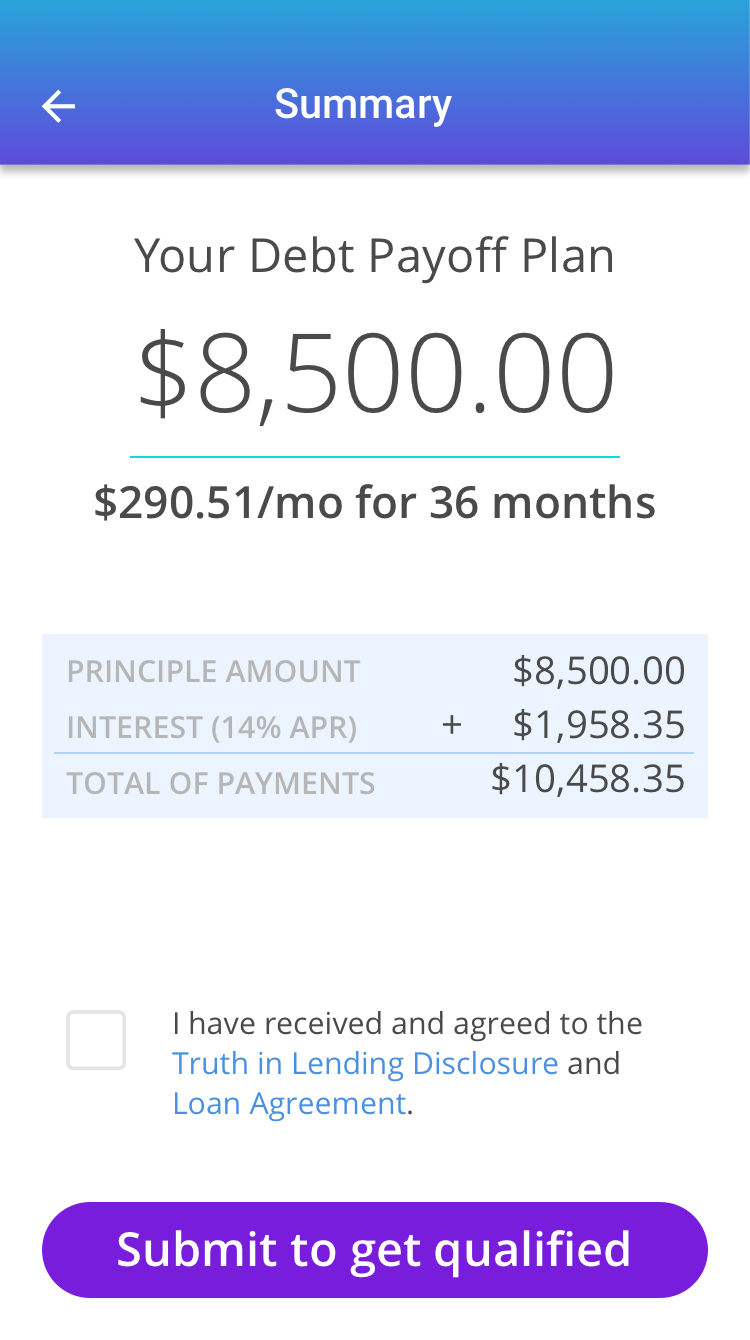 Summary
Your Debt Payoff Plan
$8,500.00
$290.51/mo for 36 months
PRINCIPLE AMOUNT $8,500.00
INTEREST (14% APR) + $1,958.35
TOTAL OF PAYMENTS $10,458.35
I have received and agreed to the
Truth in Lending Disclosure and
Loan Agreement.
Submit to get qualified